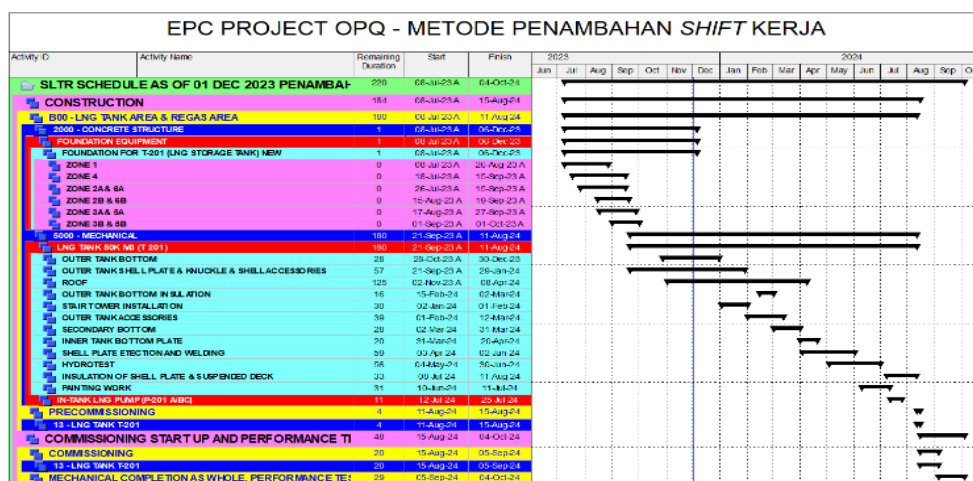 EPC PROJECT OPQ - METODE PENAMBAHAN SHIFT KERJA
Activity ID Activity Name Remaining Duration Start Finish 2023 2024
Jun Jul Aug Sep Oct Nov Dec Jan Feb Mar Apr May Jun Jul Aug Sep O
SLTR SCHEDULE AS OF 01 DEC 2023 PENAMBAH 220 08-Jul-23 A 04-Oct-24
CONSTRUCTION 184 08-Jul-23 A 15-Aug-24
B00 - LNG TANK AREA & REGAS AREA 180 08-Jul-23 A 11-Aug-24
2000 - CONCRETE STRUCTURE 1 08-Jul-23 A 06-Dec-23
FOUNDATION EQUIPMENT 1 08-Jul-23 A 06-Dec-23
FOUNDATION FOR T-201 (LNG STORAGE TANK) NEW 1 08-Jul-23 A 06-Dec-23
ZONE 1 0 08-Jul-23 A 26-Aug-23 A
ZONE 4 0 18-Jul-23 A 15-Sep-23 A
ZONE 2A & 6A 0 26-Jul-23 A 15-Sep-23 A
ZONE 2B & 6B 0 15-Aug-23 A 19-Sep-23 A
ZONE 3A & 5A 0 17-Aug-23 A 27-Sep-23 A
ZONE 3B & 5B 0 01-Sep-23 A 01-Oct-23 A
5000 - MECHANICAL 180 21-Sep-23 A 11-Aug-24
LNG TANK 50K M3 (T 201) 180 21-Sep-23 A 11-Aug-24
OUTER TANK BOTTOM 28 28-Oct-23 A 30-Dec-23
OUTER TANK SHELL PLATE & KNUCKLE & SHELL ACCESSORIES 57 21-Sep-23 A 29-Jan-24
ROOF 125 02-Nov-23 A 08-Apr-24
OUTER TANK BOTTOM INSULATION 16 15-Feb-24 02-Mar-24
STAIR TOWER INSTALLATION 30 02-Jan-24 01-Feb-24
OUTER TANK ACCESSORIES 39 01-Feb-24 12-Mar-24
SECONDARY BOTTOM 28 02-Mar-24 31-Mar-24
INNER TANK BOTTOM PLATE 20 31-Mar-24 20-Apr-24
SHELL PLATE ETECTION AND WELDING 59 03-Apr-24 02-Jun-24
HYDROTEST 56 04-May-24 30-Jun-24
INSULATION OF SHELL PLATE & SUSPENDED DECK 33 08-Jul-24 11-Aug-24
PAINTING WORK 31 10-Jun-24 11-Jul-24
IN-TANK LNG PUMP (P-201 A/BC) 11 12-Jul-24 25-Jul-24
PRECOMMISSIONING 4 11-Aug-24 15-Aug-24
13 - LNG TANK T-201 4 11-Aug-24 15-Aug-24
COMMISSIONING START UP AND PERFORMANCE TI 48 15-Aug-24 04-Oct-24
COMMISSIONING 20 15-Aug-24 05-Sep-24
13 - LNG TANK T-201 20 15-Aug-24 05-Sep-24
MECHANICAL COMPLETION AS WHOLE, PERFORMANCE TES 29 05-Sep-24 04-Oct-24